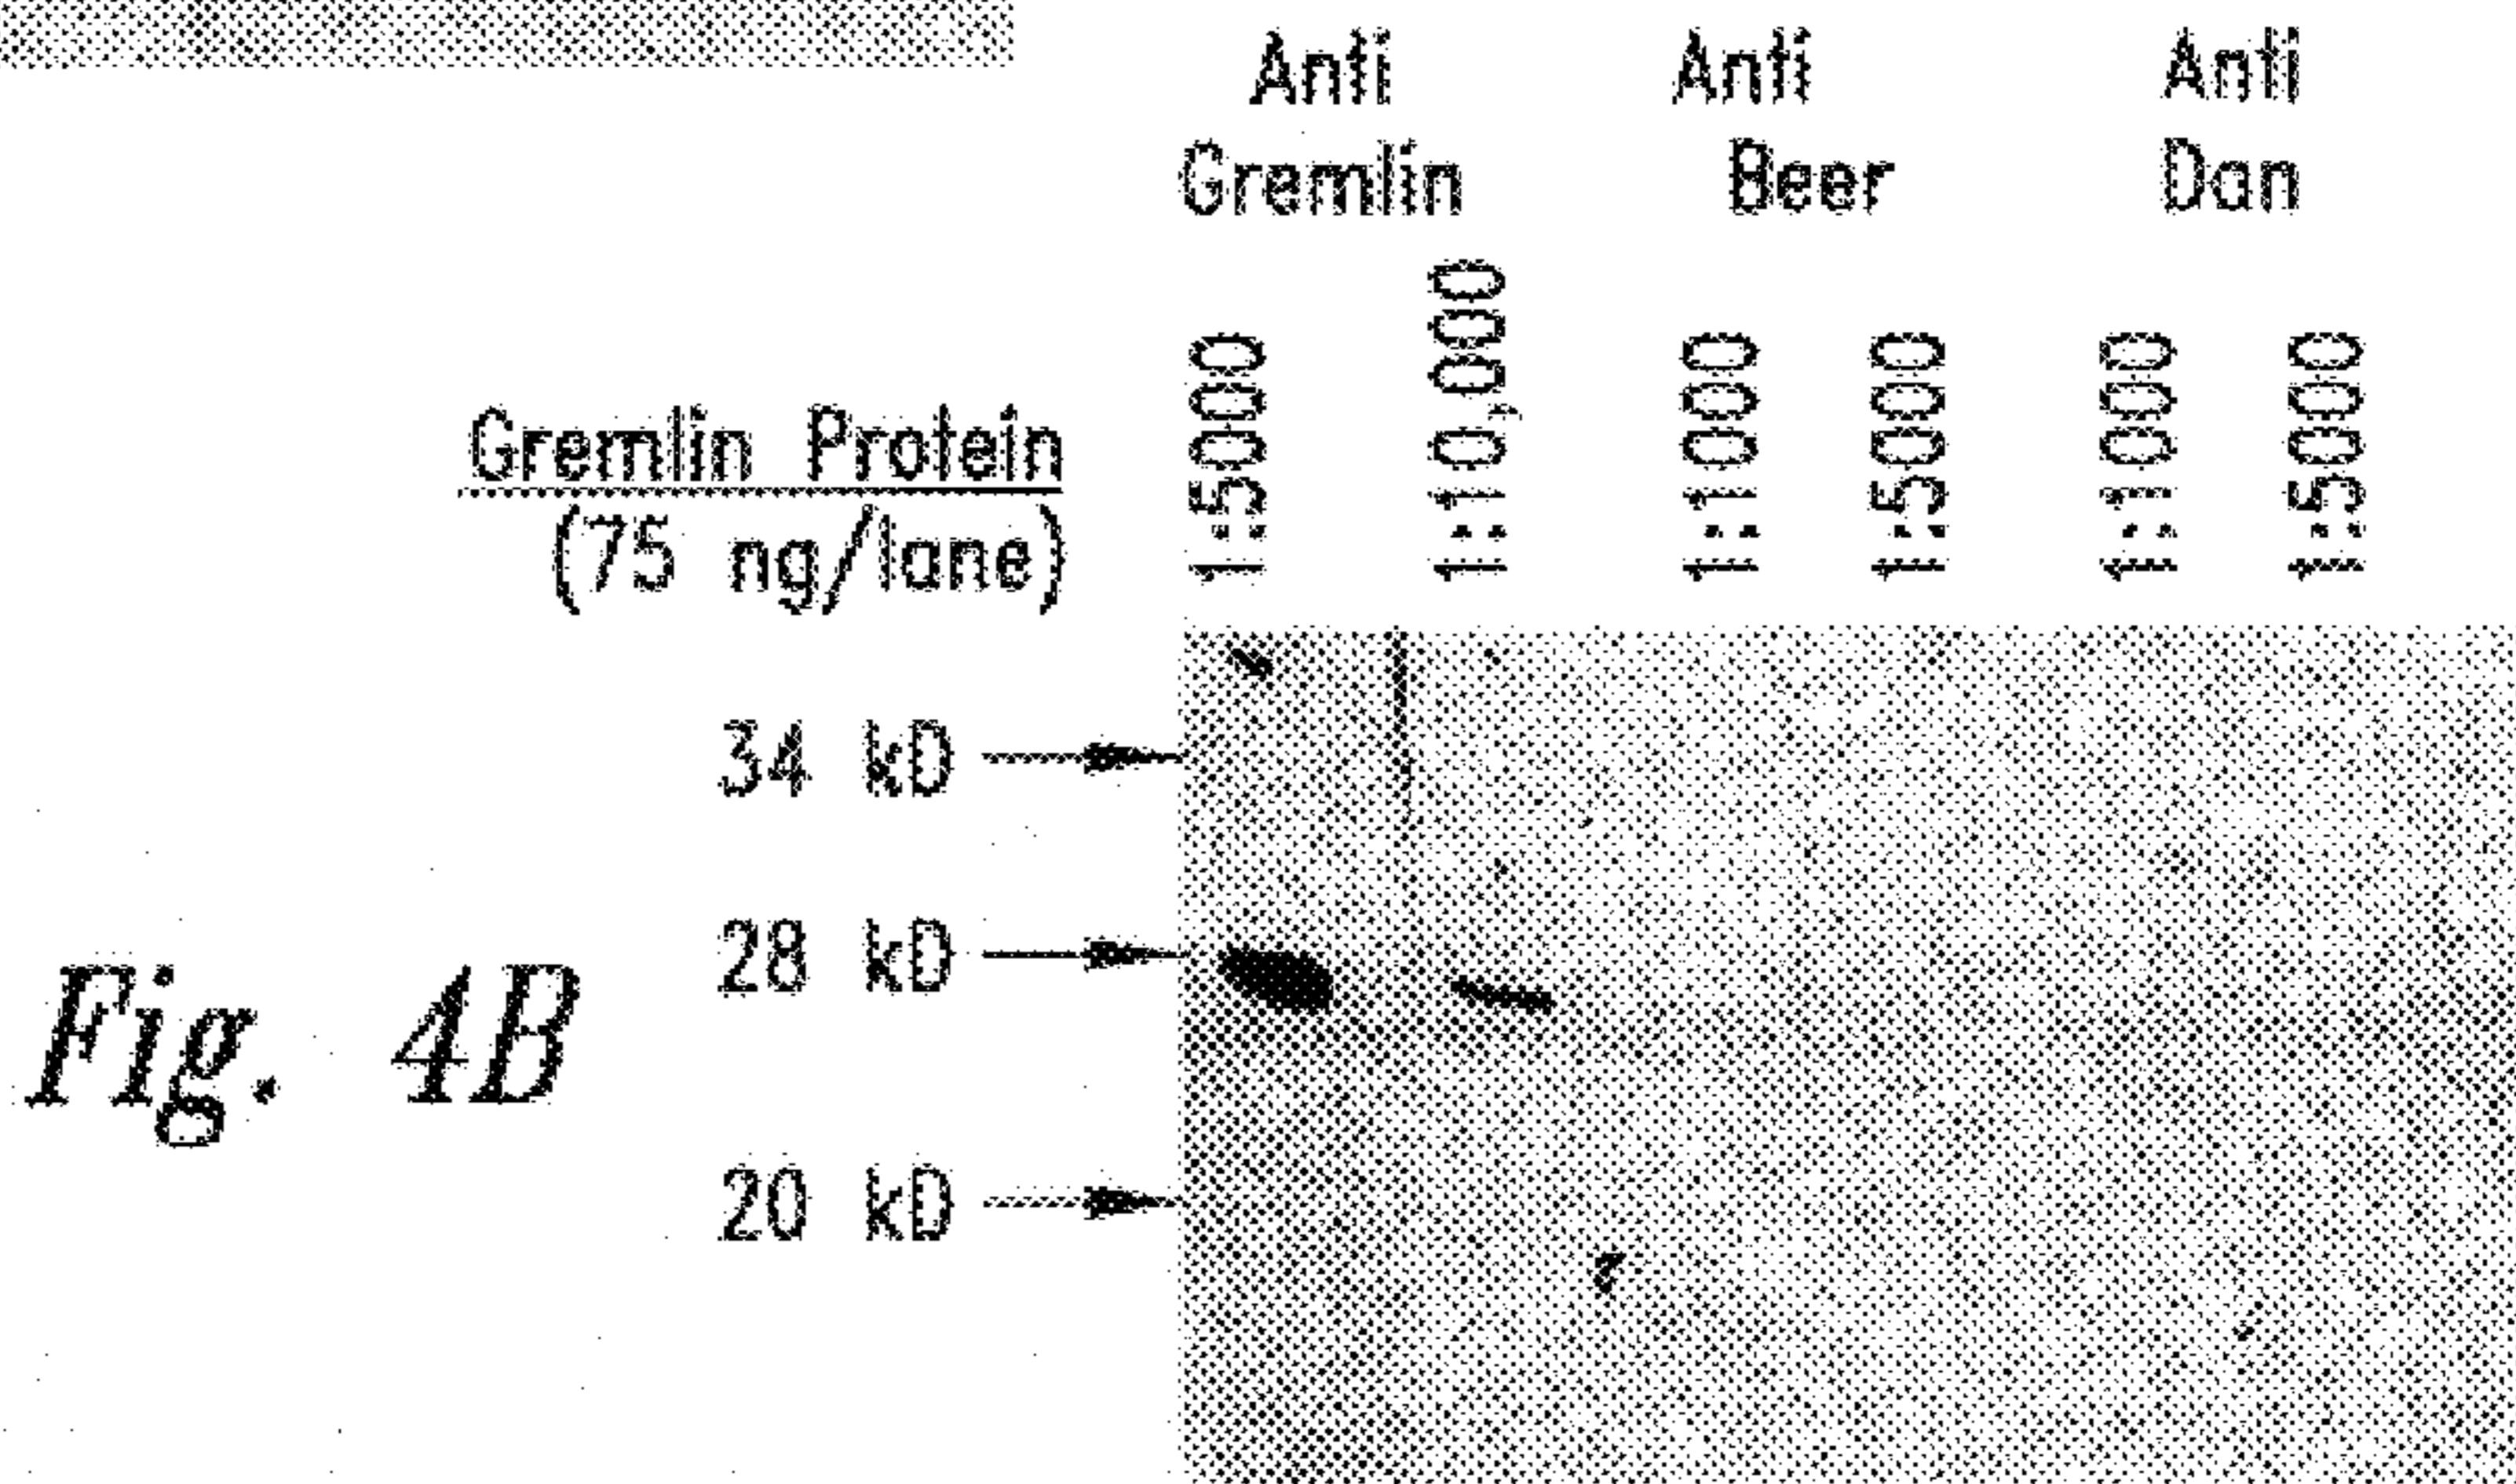 Anti Anti Anti
Gremlin Beer Dan
1:5000 1:10,000 1:1000 1:5000 1:1000 1:5000
Gremlin Protein
(75 ng/lane)
34 kD
28 kD
20 kD
Fig. 4B